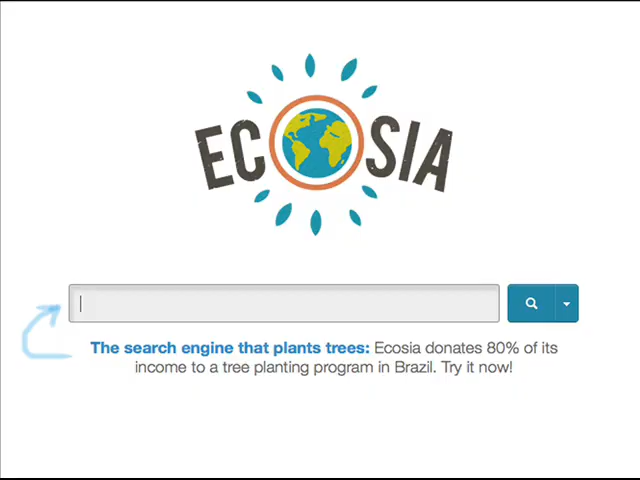 ECOSIA
The search engine that plants trees: Ecosia donates 80% of its
income to a tree planting program in Brazil. Try it now!